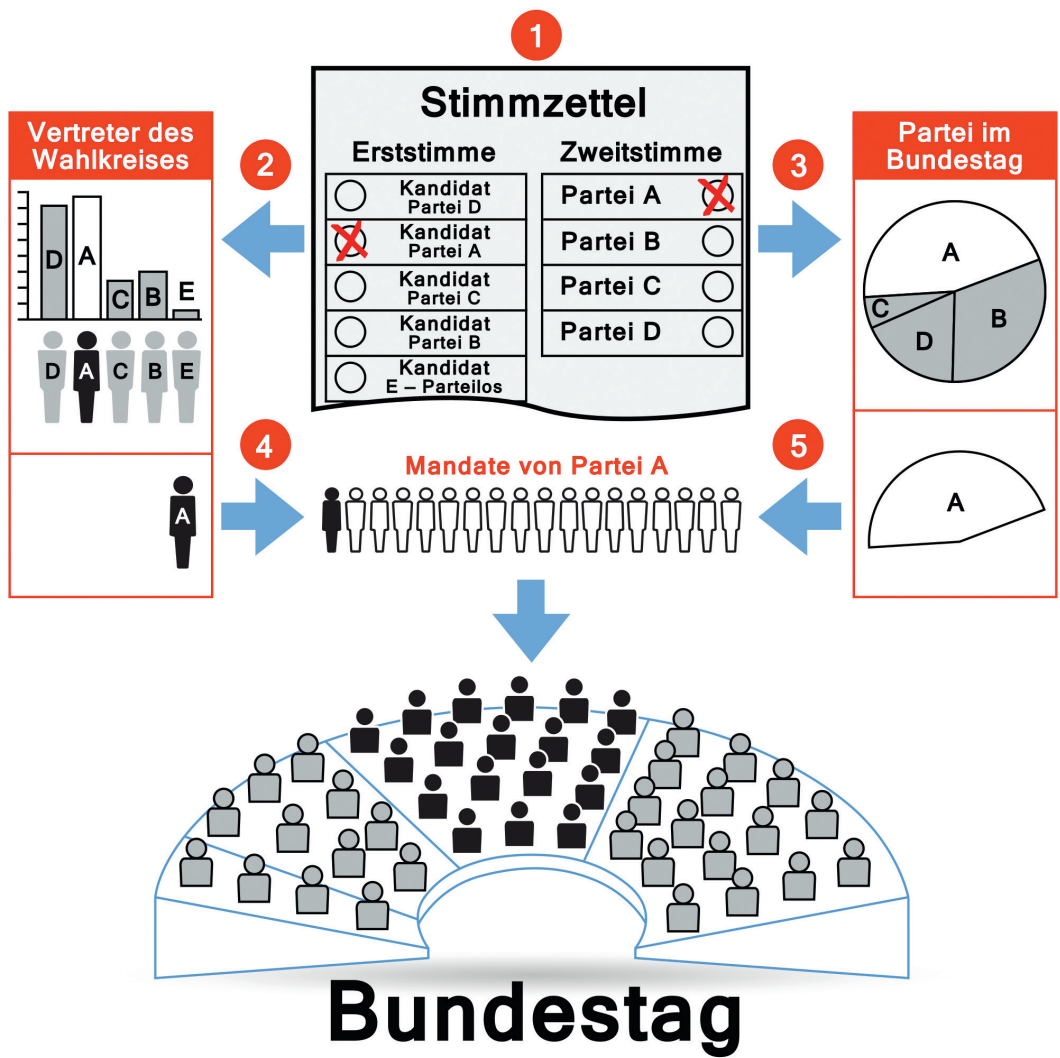 1
Stimmzettel
Erststimme
Zweitstimme
Kandidat
Partei D
Kandidat
Partei A
Kandidat
Partei C
Kandidat
Partei B
Kandidat
E – Parteilos
Partei A
Partei B
Partei C
Partei D
Vertreter des
Wahlkreises
2
D
A
C
B
E
D
A
C
B
E
3
Partei im
Bundestag
A
B
C
D
4
A
Mandate von Partei A
5
A
Bundestag